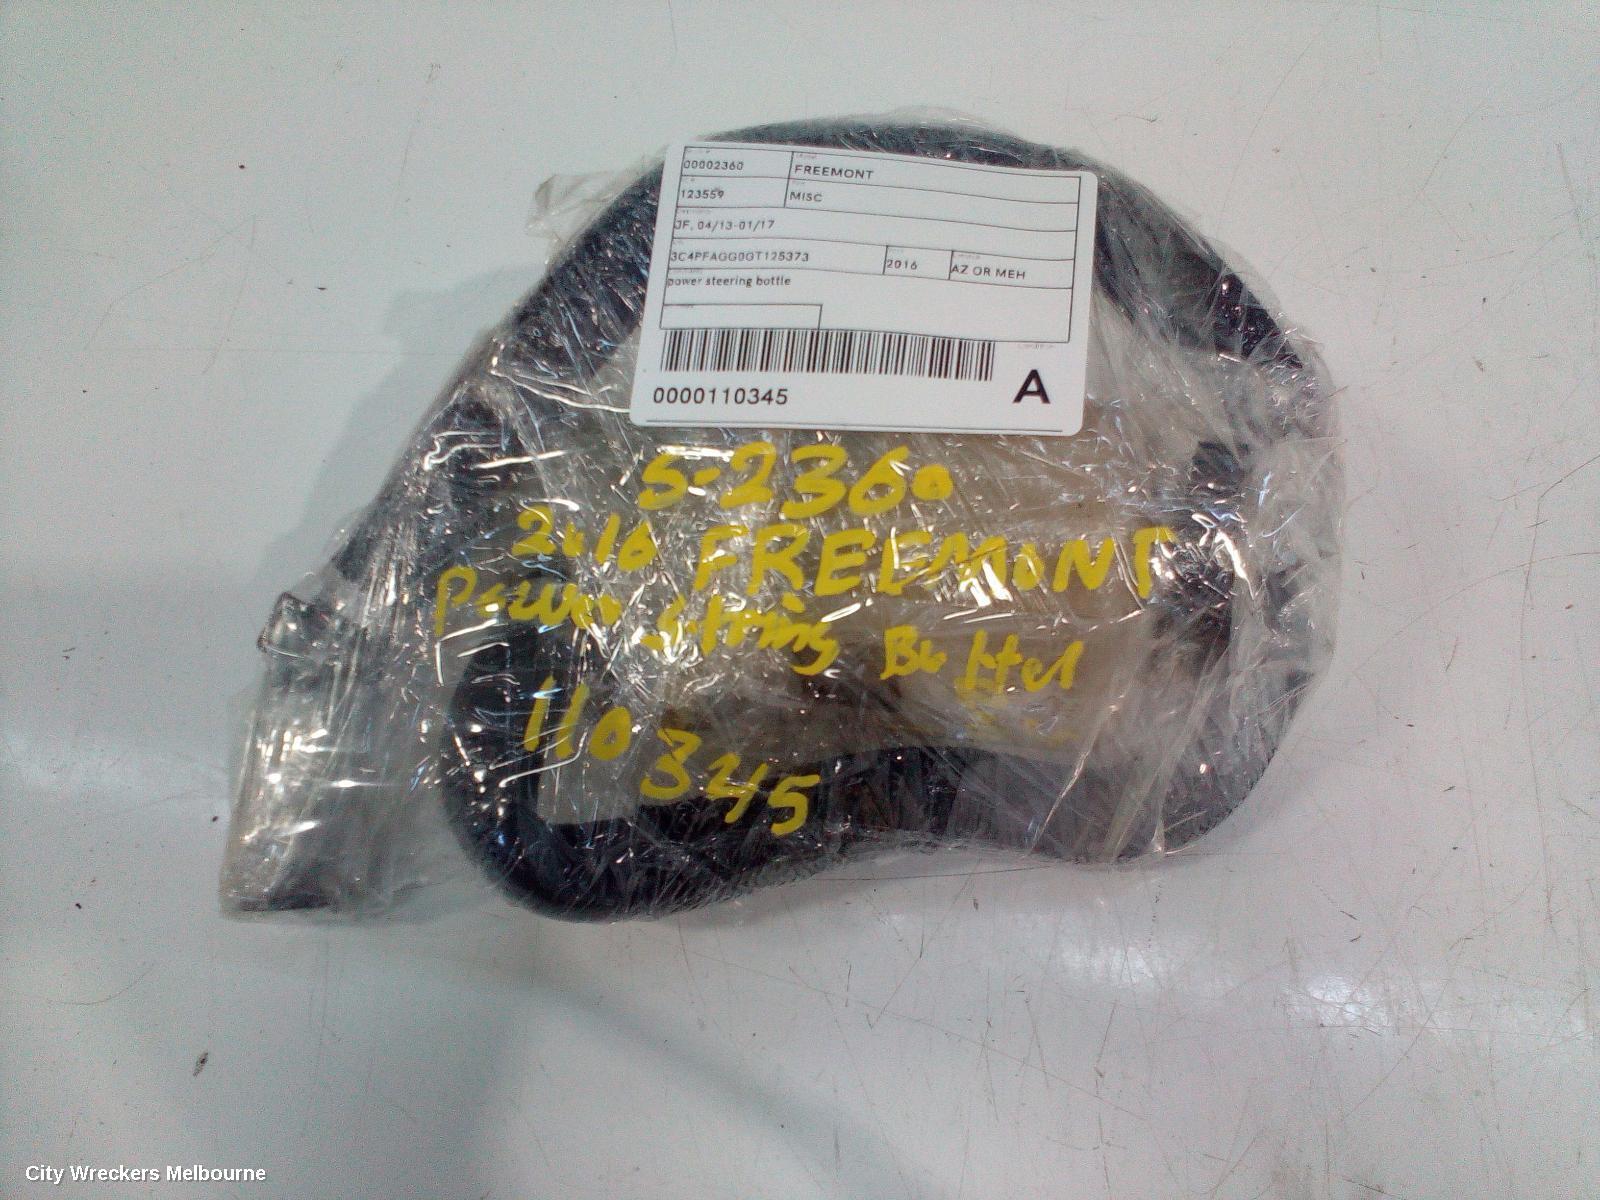 00002360 FREEMONT
123559 MISC
JF, 04/13-01/17
3C4PFAGG0GT125373 2016 AZ OR MEH
power steering bottle
0000110345 A
S-2360
2016 FREEMONT
Power String Bottel
110345
City Wreckers Melbourne